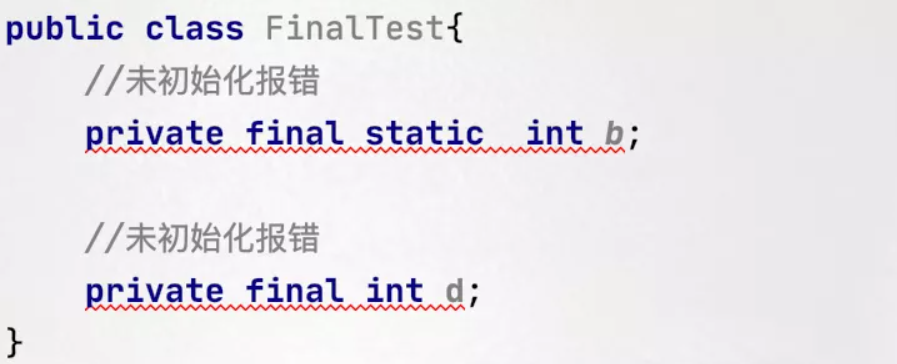 public class FinalTest{
//未初始化报错
private final static  int b;
//未初始化报错
private final int d;
}